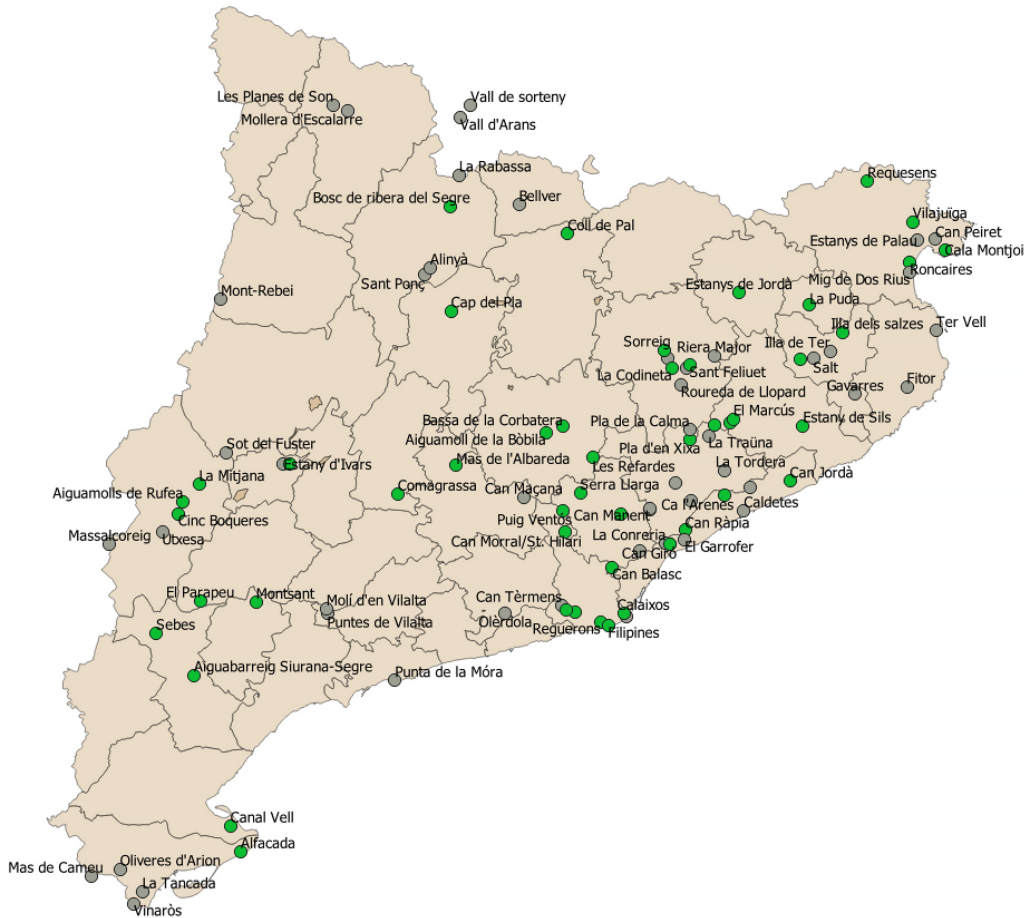 Les Planes de Son
Vall de sorteny
Mollera d'Escalarre
Vall d'Arans
La Rabassa
Requesens
Bosc de ribera del Segre
Bellver
Vilajuïga
Coll de Pal
Can Peiret
Estanys de Palau
Cala Montjoi
Alinyà
Roncaires
Sant Ponç
Mig de Dos Rius
Estanys de Jordà
Mont-Rebei
Cap del Pla
La Puda
Illa dels salzes
Ter Vell
Sorreig
Riera Major
Illa de Ter
Salt
La Codineta
Sant Feliuet
Fitor
Roureda de Llopard
Gavarres
El Marcús
Bassa de la Corbatera
Pla de la Calma
Estany de Sils
Aiguamoll de la Bòbila
La Traüna
Sot del Fuster
Pla d'en Xixa
Mas de l'Albareda
Estany d'Ivars
Les Refardes
La Tordera
La Mitjana
Can Jordà
Comagrassa
Can Maçana
Serra Llarga
Aiguamolls de Rufea
Ca l'Arenes
Caldetes
Cinc Boqueres
Puig Ventós
Can Manent
Can Ràpia
Massalcoreig
Utxesa
Can Morral/St. Hilari
La Conreria
El Garrofer
Can Giró
Can Balasc
El Parapeu
Montsant
Molí d'en Vilalta
Can Tèrmens
Calaixos
Sebes
Puntes de Vilalta
Olèrdola
Reguerons
Filipines
Aiguabarreig Siurana-Segre
Punta de la Móra
Canal Vell
Alfacada
Mas de Cameu
Oliveres d'Arion
La Tancada
Vinaròs